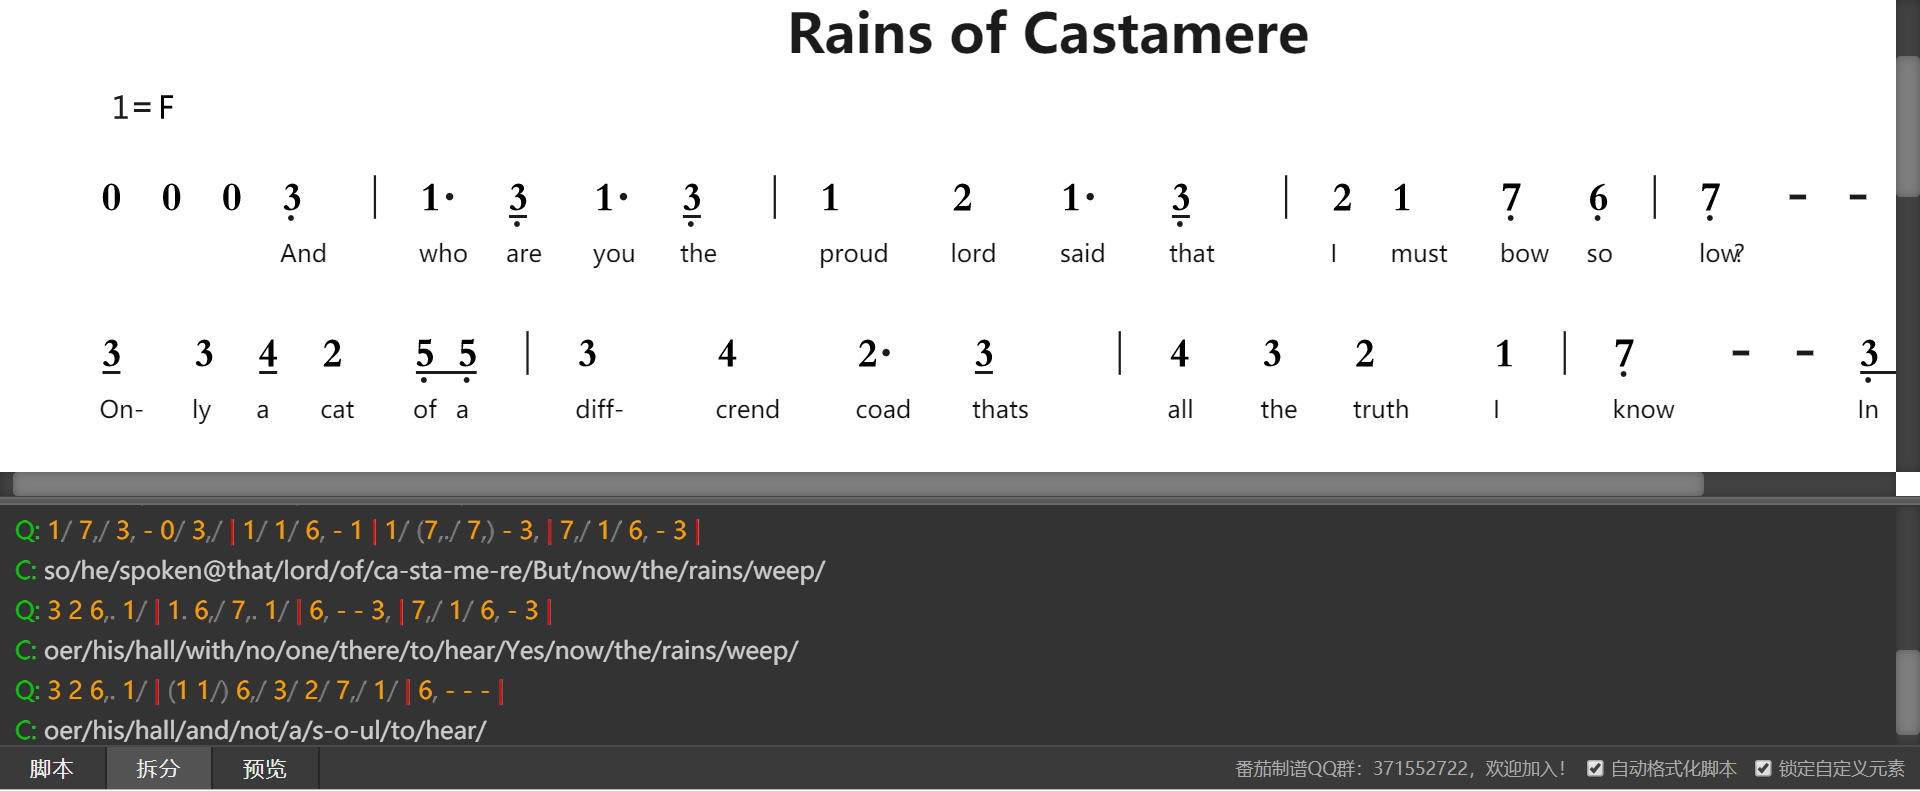 Rains of Castamere
1=F
0 0 0 3 | 1· 3 1· 3 | 1 2 1· 3 | 2 1 7 6 | 7 - -
And who are you the proud lord said that I must bow so low?
3 3 4 2 5 5 | 3 4 2· 3 | 4 3 2 1 | 7 - - 3
On- ly a cat of a diff- crend coad thats all the truth I know In
Q: 1/ 7,/ 3, - 0/ 3,/ | 1/ 1/ 6, - 1 | 1/ (7,./ 7,) - 3, | 7,/ 1/ 6, - 3 |
C: so/he/spoken@that/lord/of/ca-sta-me-re/But/now/the/rains/weep/
Q: 3 2 6,. 1/ | 1. 6,/ 7,. 1/ | 6, - - 3, | 7,/ 1/ 6, - 3 |
C: oer/his/hall/with/no/one/there/to/hear/Yes/now/the/rains/weep/
Q: 3 2 6,. 1/ | (1 1/) 6,/ 3/ 2/ 7,/ 1/ | 6, - - - |
C: oer/his/hall/and/not/a/s-o-ul/to/hear/
脚本 拆分 预览 番茄制谱QQ群：371552722，欢迎加入！ 自动格式化脚本 锁定自定义元素